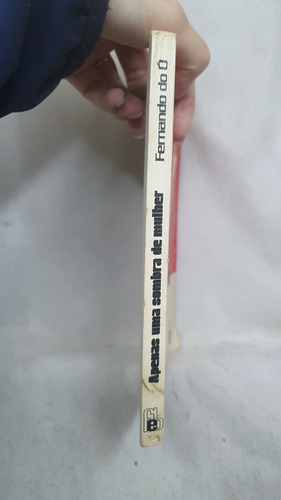 Apenas uma sombra de mulher
Fernando do Ó